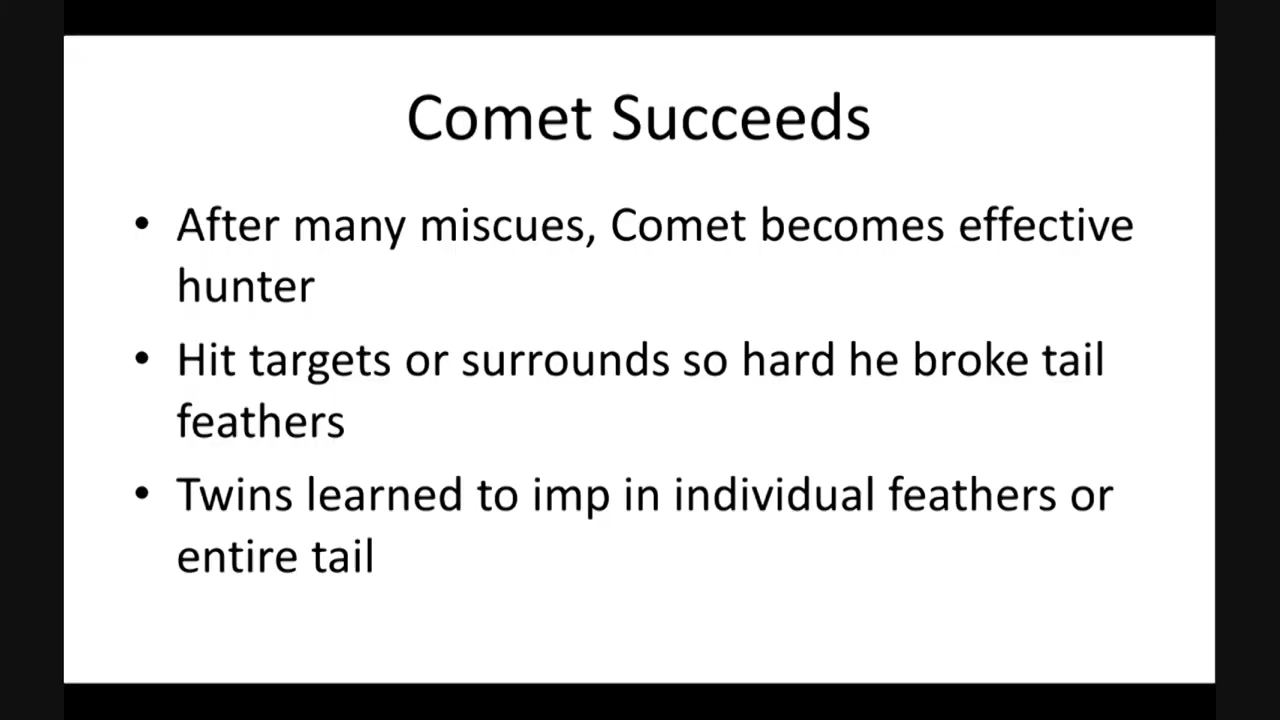 Comet Succeeds
• After many miscues, Comet becomes effective
hunter
• Hit targets or surrounds so hard he broke tail
feathers
• Twins learned to imp in individual feathers or
entire tail